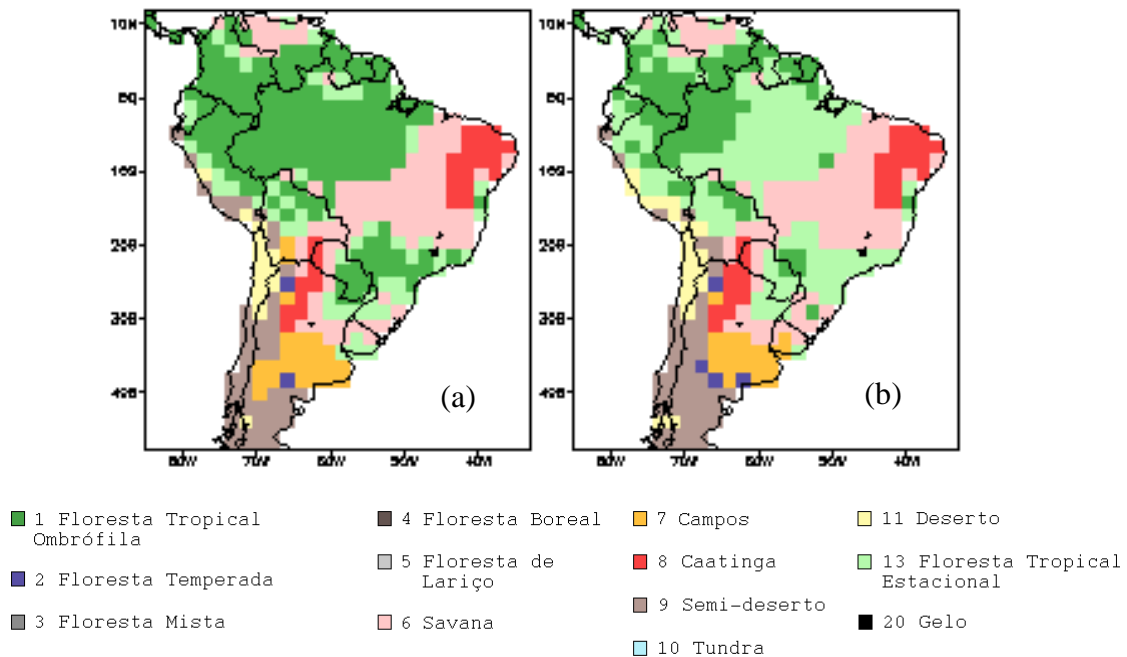 10N
EQ
10S
20S
30S
40S
80W 70W 60W 50W 40W
(a)
10N
EQ
10S
20S
30S
40S
80W 70W 60W 50W 40W
(b)
1 Floresta Tropical
Ombrófila
2 Floresta Temperada
3 Floresta Mista
4 Floresta Boreal
5 Floresta de
Lariço
6 Savana
7 Campos
8 Caatinga
9 Semi-deserto
10 Tundra
11 Deserto
13 Floresta Tropical
Estacional
20 Gelo